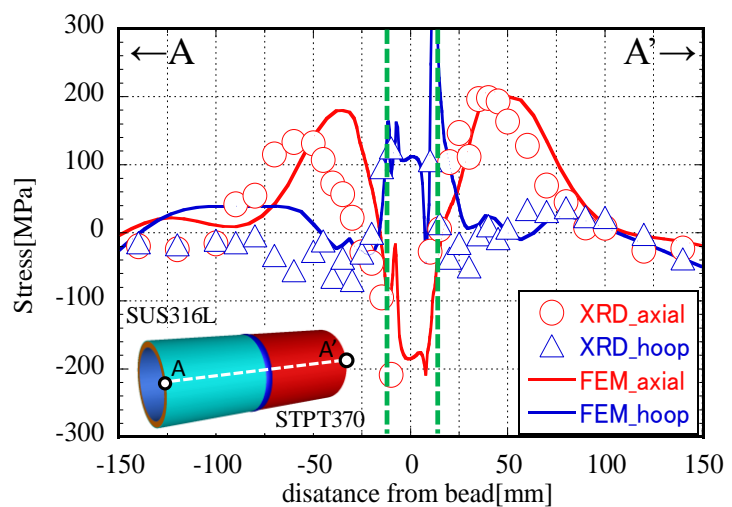 300
←A
A'→
200
100
0
-100
-200
-300
Stress[MPa]
SUS316L
A
A'
STPT370
XRD_axial
XRD_hoop
FEM_axial
FEM_hoop
-150 -100 -50 0 50 100 150
disatance from bead[mm]